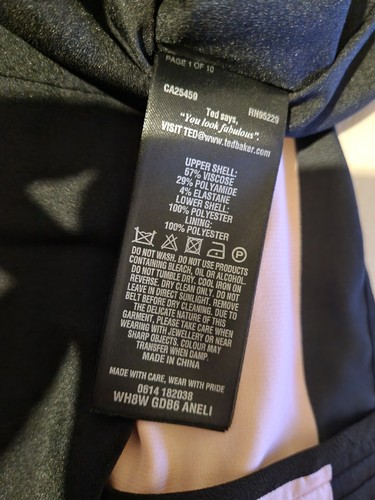 PAGE 1 OF 10
CA25450 RN95229
Ted says,
"You look fabulous".
VISIT TED@www.tedbaker.com
UPPER SHELL:
67% VISCOSE
29% POLYAMIDE
4% ELASTANE
LOWER SHELL:
100% POLYESTER
LINING:
100% POLYESTER
P
DO NOT WASH. DO NOT USE PRODUCTS
CONTAINING BLEACH, OIL OR ALCOHOL.
DO NOT TUMBLE DRY. COOL IRON ON
REVERSE. DRY CLEAN ONLY. DO NOT
LEAVE IN DIRECT SUNLIGHT. REMOVE
BELT BEFORE DRY CLEANING. DUE TO
THE DELICATE NATURE OF THIS
GARMENT, PLEASE TAKE CARE WHEN
WEARING WITH JEWELLERY OR NEAR
SHARP OBJECTS. COLOUR MAY
TRANSFER WHEN DAMP.
MADE IN CHINA
MADE WITH CARE, WEAR WITH PRIDE
0614 182038
WH8W GDB6 ANELI